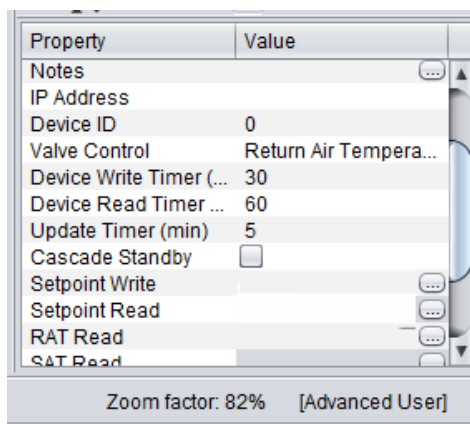 Property Value
Notes ...
IP Address
Device ID 0
Valve Control Return Air Tempera...
Device Write Timer (... 30
Device Read Timer ... 60
Update Timer (min) 5
Cascade Standby
Setpoint Write ...
Setpoint Read ...
RAT Read ...
SAT Read
Zoom factor: 82% [Advanced User]